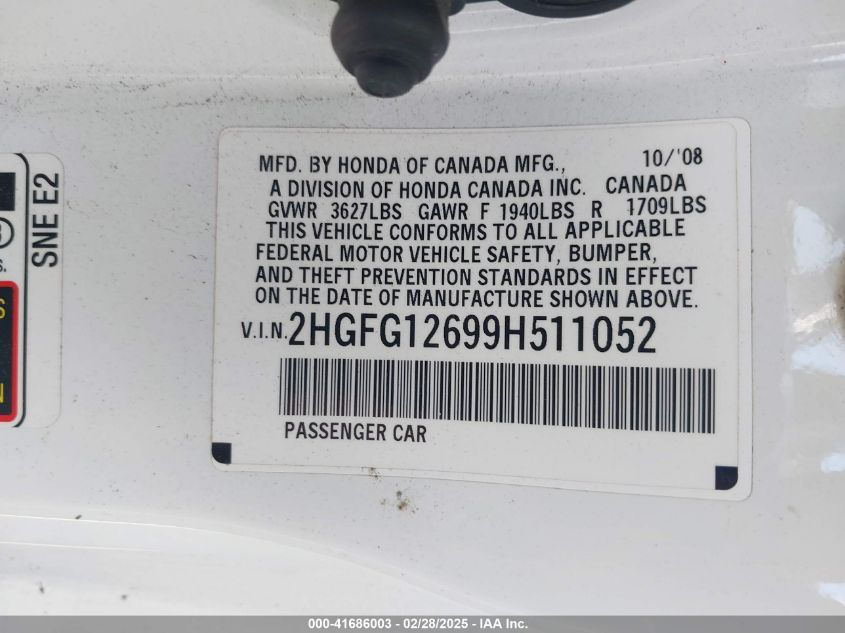 MFD. BY HONDA OF CANADA MFG., 10/'08
A DIVISION OF HONDA CANADA INC. CANADA
GVWR 3627LBS GAWR F 1940LBS R 1709LBS
THIS VEHICLE CONFORMS TO ALL APPLICABLE
FEDERAL MOTOR VEHICLE SAFETY, BUMPER,
AND THEFT PREVENTION STANDARDS IN EFFECT
ON THE DATE OF MANUFACTURE SHOWN ABOVE.
V.I.N. 2HGFG12699H511052
PASSENGER CAR
SNE E2
S.
S
N
000-41686003 / 02/28/2025 - IAA Inc.